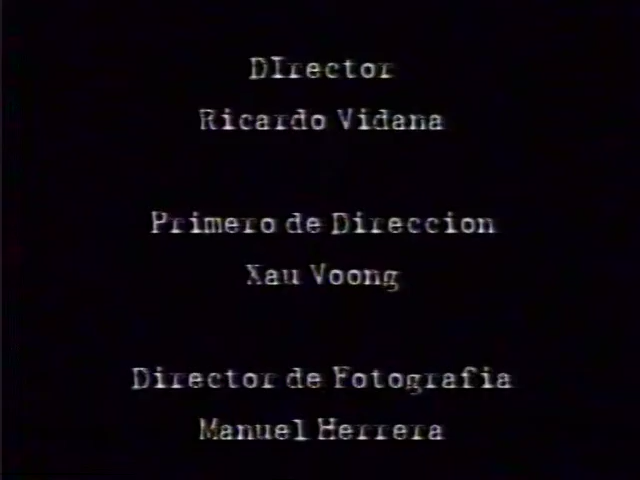 DIrector
Ricardo Vidana
Primero de Direccion
Xau Voong
Director de Fotografia
Manuel Herrera